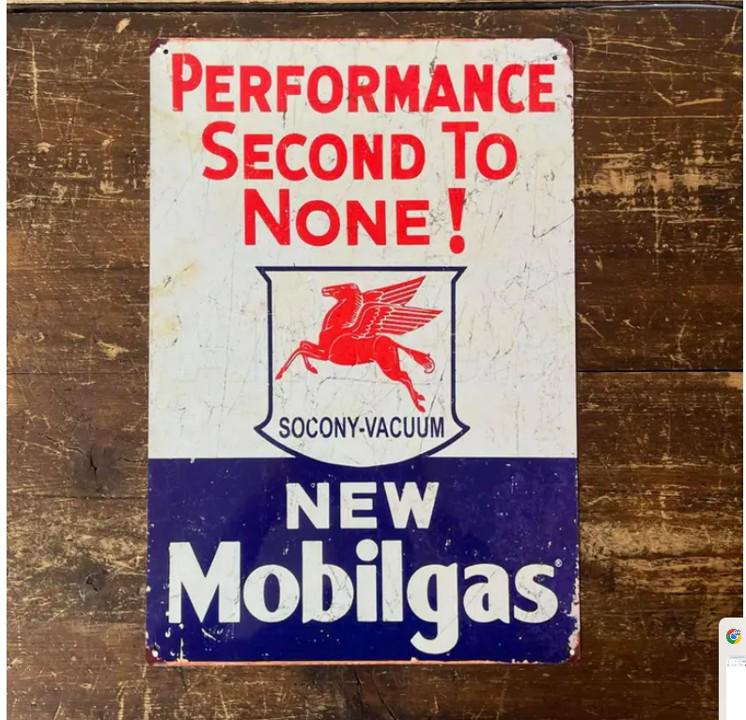 PERFORMANCE
SECOND TO
NONE!
SOCONY-VACUUM
NEW
Mobilgas®